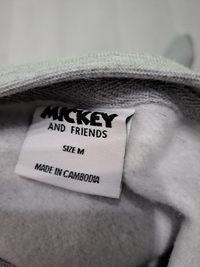 MICKEY
AND FRIENDS
SIZE M
MADE IN CAMBODIA